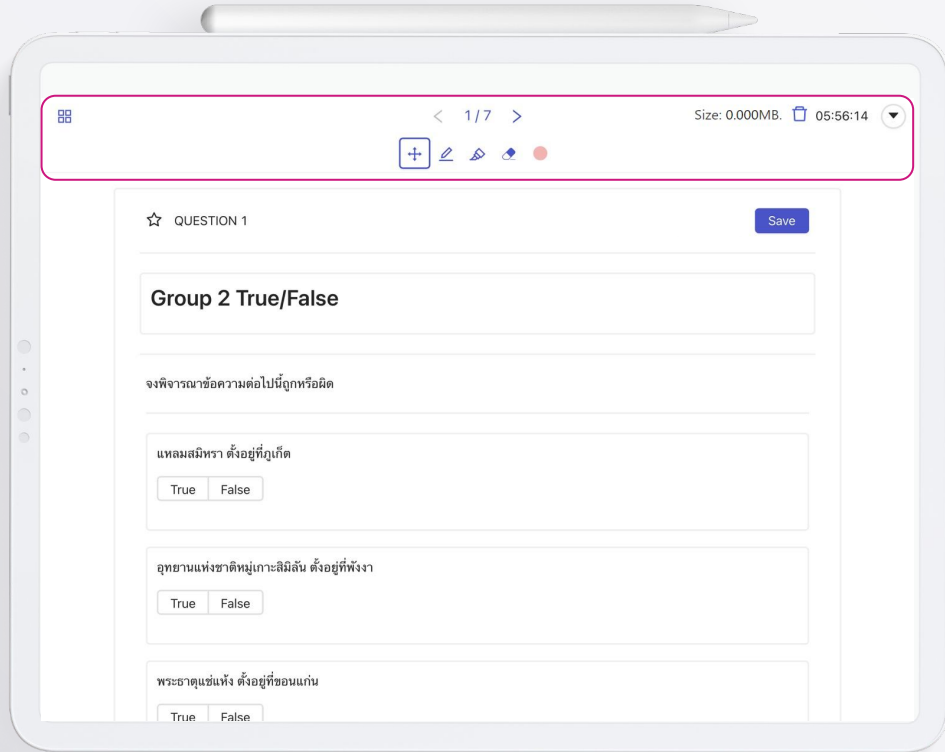 1/7
Size: 0.000MB. 05:56:14
QUESTION 1
Save
Group 2 True/False
จงพิจารณาข้อความต่อไปนี้ถูกหรือผิด
แหลมสมิหรา ตั้งอยู่ที่ภูเก็ต
True False
อุทยานแห่งชาติหมู่เกาะสิมิลัน ตั้งอยู่ที่พังงา
True False
พระธาตุแช่แห้ง ตั้งอยู่ที่ขอนแก่น
True False